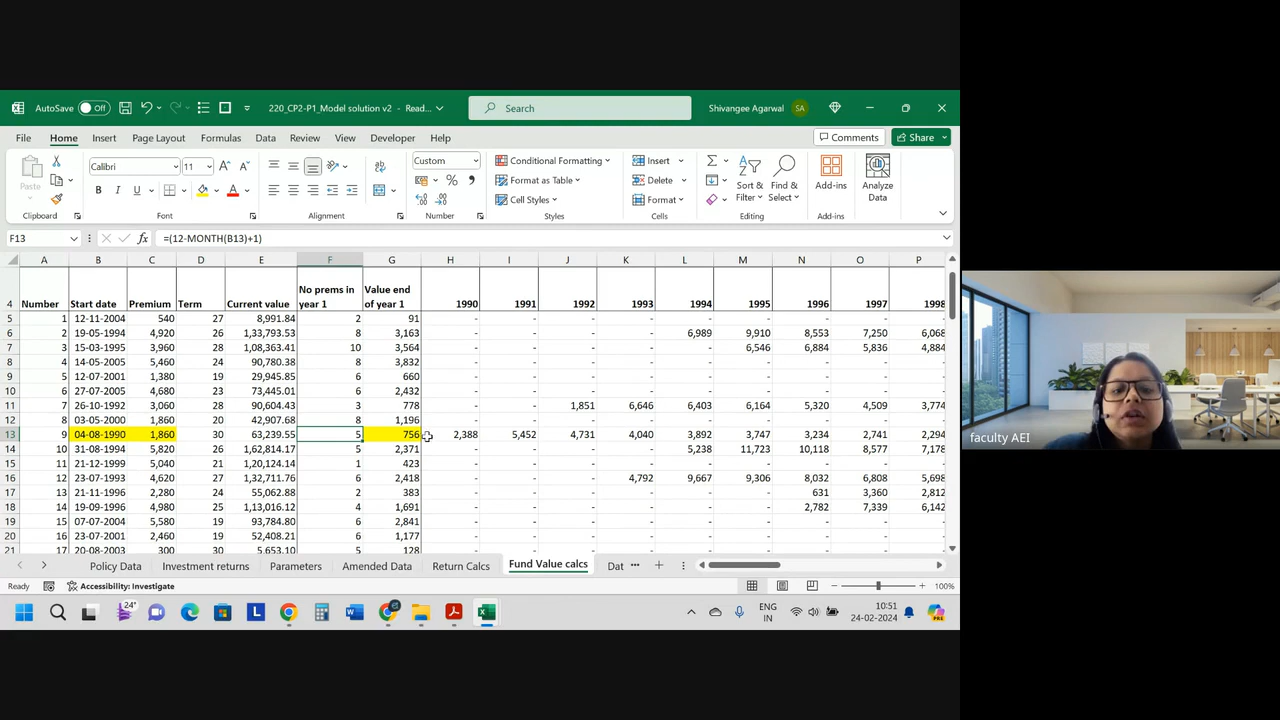 AutoSave Off 220_CP2-P1_Model solution v2 - Read... Search Shivangee Agarwal SA
File Home Insert Page Layout Formulas Data Review View Developer Help Comments Share
Calibri 11 Custom Conditional Formatting Insert
Paste Format as Table Delete Sort & Filter Find & Select Add-ins Analyze Data
B I U Cell Styles Format
Clipboard Font Alignment Number Styles Cells Editing Add-ins
F13 fx =(12-MONTH(B13)+1)
A B C D E F G H I J K L M N O P
4 Number Start date Premium Term Current value No prems in year 1 Value end of year 1 1990 1991 1992 1993 1994 1995 1996 1997 1998
5 1 12-11-2004 540 27 8,991.84 2 91 - - - - - - - - -
6 2 19-05-1994 4,920 26 1,33,793.53 8 3,163 - - - - 6,989 9,910 8,553 7,250 6,068
7 3 15-03-1995 3,960 28 1,08,363.41 10 3,564 - - - - - 6,546 6,884 5,836 4,884
8 4 14-05-2005 5,460 24 90,780.38 8 3,832 - - - - - - - - -
9 5 12-07-2001 1,380 19 29,945.85 6 660 - - - - - - - - -
10 6 27-07-2005 4,680 23 73,445.01 6 2,432 - - - - - - - - -
11 7 26-10-1992 3,060 28 90,604.43 3 778 - - 1,851 6,646 6,403 6,164 5,320 4,509 3,774
12 8 03-05-2000 1,860 20 42,907.68 8 1,196 - - - - - - - - -
13 9 04-08-1990 1,860 30 63,239.55 5 756 2,388 5,452 4,731 4,040 3,892 3,747 3,234 2,741 2,294
14 10 31-08-1994 5,820 26 1,62,814.17 5 2,371 - - - - 5,238 11,723 10,118 8,577 7,178
15 11 21-12-1999 5,040 21 1,20,124.14 1 423 - - - - - - - - -
16 12 23-07-1993 4,620 27 1,32,711.76 6 2,418 - - - 4,792 9,667 9,306 8,032 6,808 5,698
17 13 21-11-1996 2,280 24 55,062.88 2 383 - - - - - - 631 3,360 2,812
18 14 19-09-1996 4,980 25 1,13,016.12 4 1,691 - - - - - - 2,782 7,339 6,142
19 15 07-07-2004 5,580 19 93,784.80 6 2,841 - - - - - - - - -
20 16 23-07-2001 2,460 19 52,408.21 6 1,177 - - - - - - - - -
21 17 20-08-2003 300 30 5,653.10 5 128 - - - - - - - - -
Policy Data Investment returns Parameters Amended Data Return Calcs Fund Value calcs Dat ...
Ready Accessibility: Investigate 100%
24° ENG IN 10:51 24-02-2024
faculty AEI